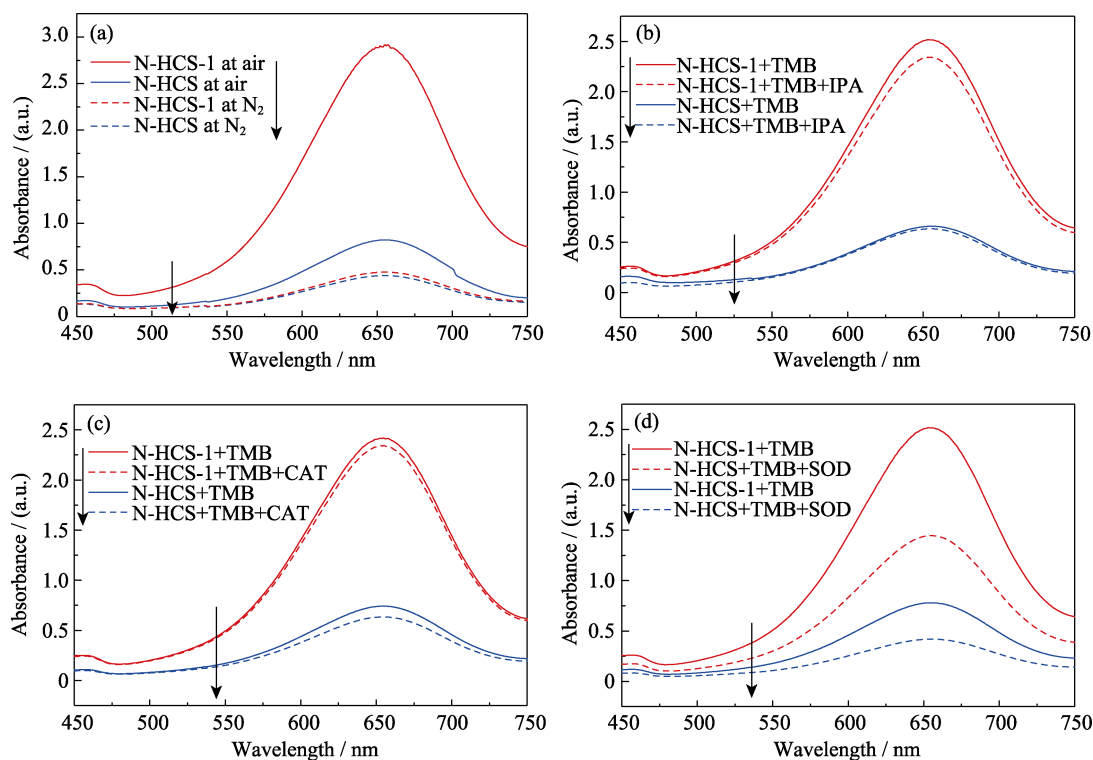 (a)
N-HCS-1 at air
N-HCS at air
N-HCS-1 at N₂
N-HCS at N₂
Absorbance / (a.u.)
3.0
2.5
2.0
1.5
1.0
0.5
0
450 500 550 600 650 700 750
Wavelength / nm
(b)
N-HCS-1+TMB
N-HCS-1+TMB+IPA
N-HCS+TMB
N-HCS+TMB+IPA
Absorbance / (a.u.)
2.5
2.0
1.5
1.0
0.5
0
450 500 550 600 650 700 750
Wavelength / nm
(c)
N-HCS-1+TMB
N-HCS-1+TMB+CAT
N-HCS+TMB
N-HCS+TMB+CAT
Absorbance / (a.u.)
2.5
2.0
1.5
1.0
0.5
0
450 500 550 600 650 700 750
Wavelength / nm
(d)
N-HCS-1+TMB
N-HCS+TMB+SOD
N-HCS-1+TMB
N-HCS+TMB+SOD
Absorbance / (a.u.)
2.5
2.0
1.5
1.0
0.5
0
450 500 550 600 650 700 750
Wavelength / nm